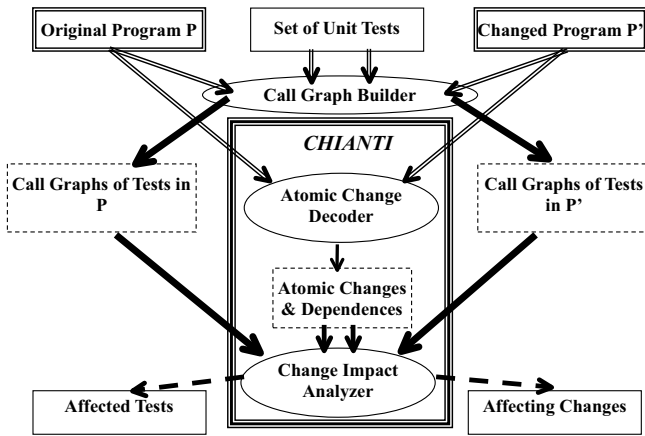 Original Program P
Set of Unit Tests
Changed Program P’
Call Graph Builder
CHIANTI
Call Graphs of Tests in
P
Call Graphs of Tests
in P’
Atomic Change
Decoder
Atomic Changes
& Dependences
Change Impact
Analyzer
Affected Tests
Affecting Changes